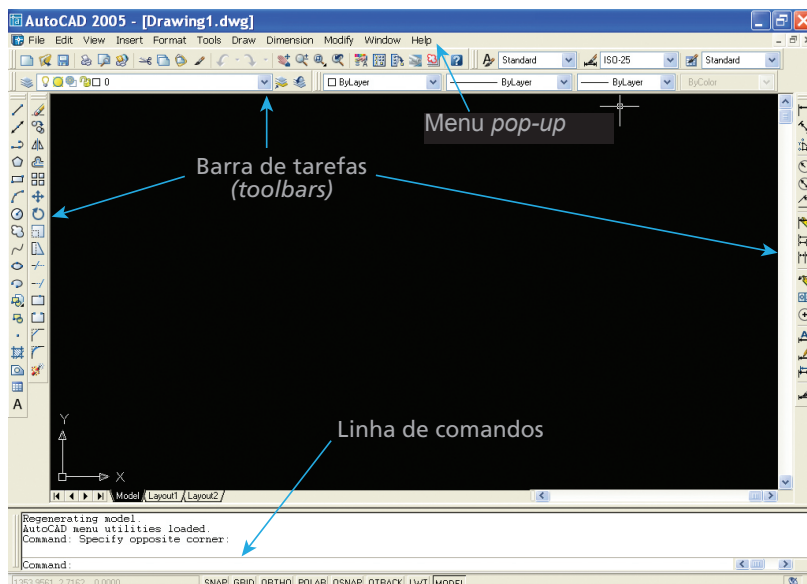 AutoCAD 2005 - [Drawing1.dwg]
File Edit View Insert Format Tools Draw Dimension Modify Window Help
Standard ISO-25 Standard
0 ByLayer ByLayer ByLayer ByColor
Menu pop-up
Barra de tarefas
(toolbars)
Linha de comandos
Y
X
A
Model Layout1 Layout2
Regenerating model.
AutoCAD menu utilities loaded.
Command: Specify opposite corner:
Command:
SNAP GRID ORTHO POLAR OSNAP OTRACK LWT MODEL